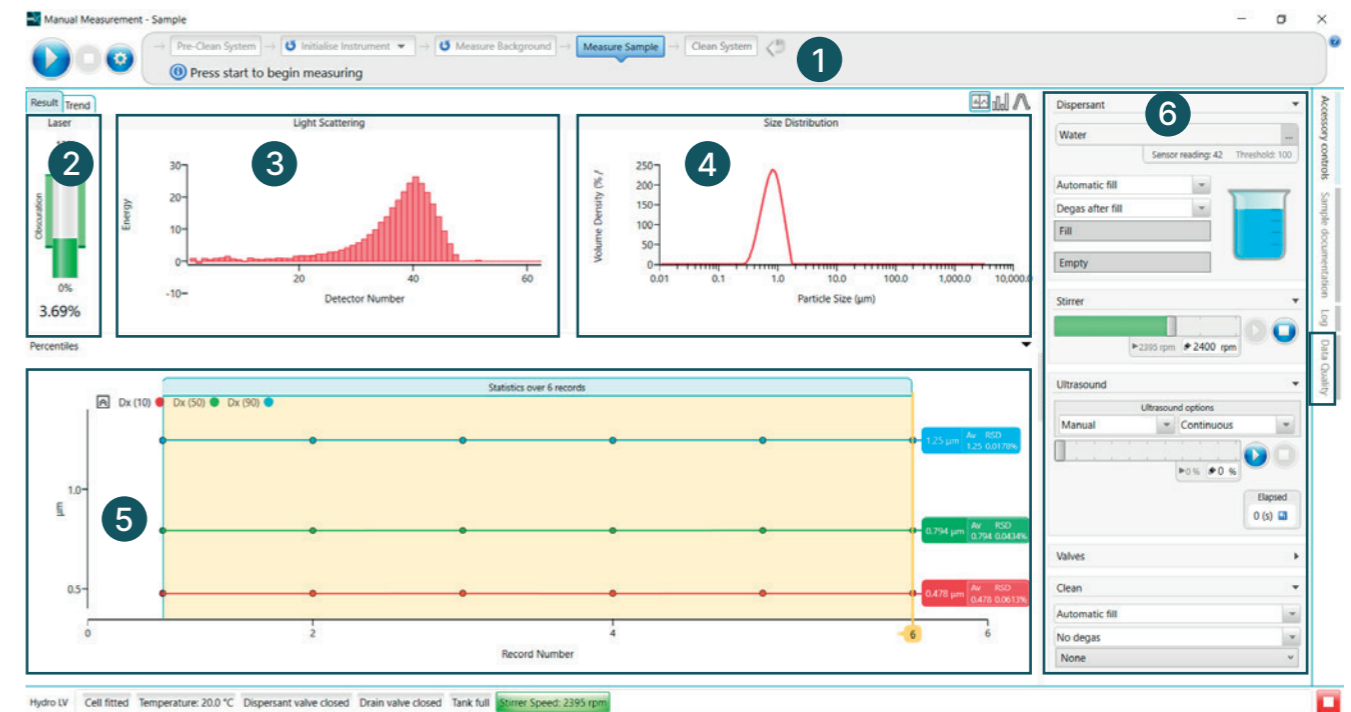 Manual Measurement - Sample
Pre-Clean System
Initialise Instrument
Measure Background
Measure Sample
Clean System
1
Press start to begin measuring
Result
Trend
Laser
2
Obscuration
0%
3.69%
Light Scattering
3
30
20
10
0
-10
Energy
20
40
60
Detector Number
Size Distribution
4
Volume Density (% /
250
200
150
100
50
0
0.01
0.1
1.0
10.0
100.0
1,000.0
10,000.0
Particle Size (µm)
Percentiles
Statistics over 6 records
Dx (10)
Dx (50)
Dx (90)
µm
1.0
0.5
5
1.25 µm
Av RSD
1.25 0.0178%
0.794 µm
Av RSD
0.794 0.0434%
0.478 µm
Av RSD
0.478 0.0613%
0
2
4
6
6
Record Number
6
Dispersant
Water
...
Sensor reading: 42 Threshold: 100
Automatic fill
Degas after fill
Fill
Empty
Stirrer
2395 rpm
2400 rpm
Ultrasound
Ultrasound options
Manual
Continuous
0 %
0 %
Elapsed
0 (s)
Valves
Clean
Automatic fill
No degas
None
Accessory controls
Sample documentation
Log
Data Quality
Hydro LV
Cell fitted
Temperature: 20.0 °C
Dispersant valve closed
Drain valve closed
Tank full
Stirrer Speed: 2395 rpm